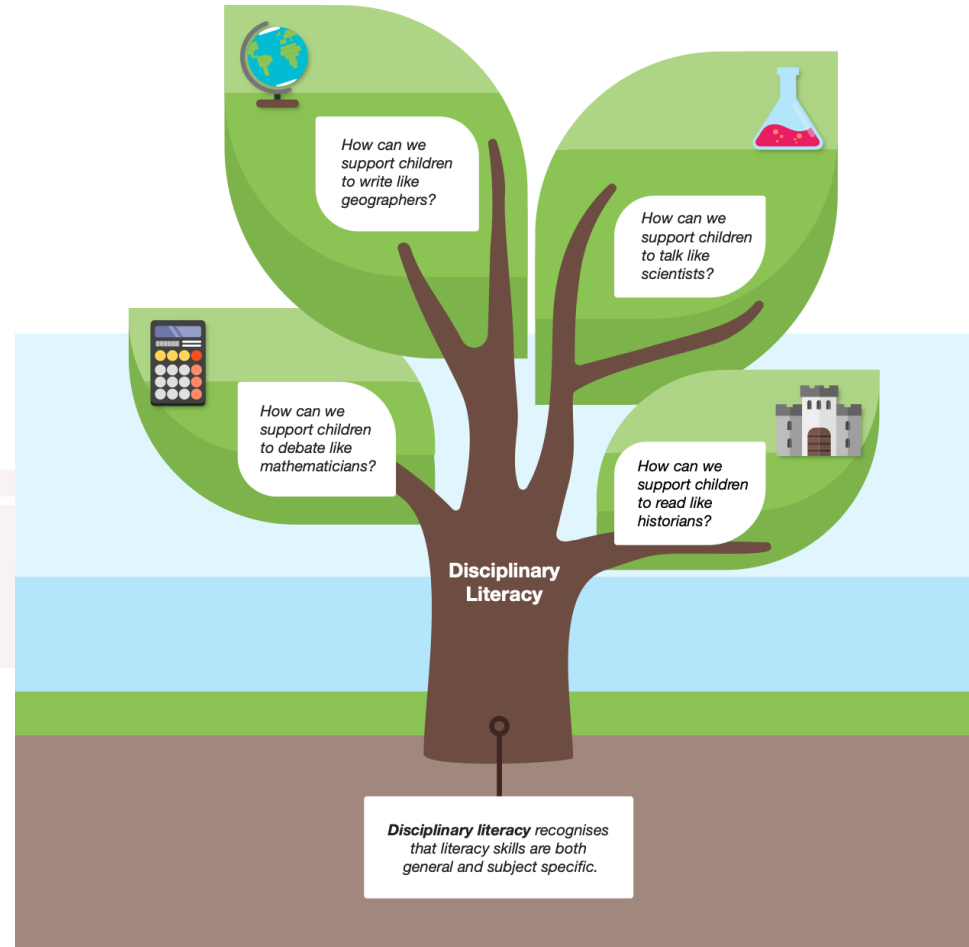 How can we
support children
to write like
geographers?
How can we
support children
to talk like
scientists?
How can we
support children
to debate like
mathematicians?
How can we
support children
to read like
historians?
Disciplinary
Literacy
Disciplinary literacy recognises
that literacy skills are both
general and subject specific.